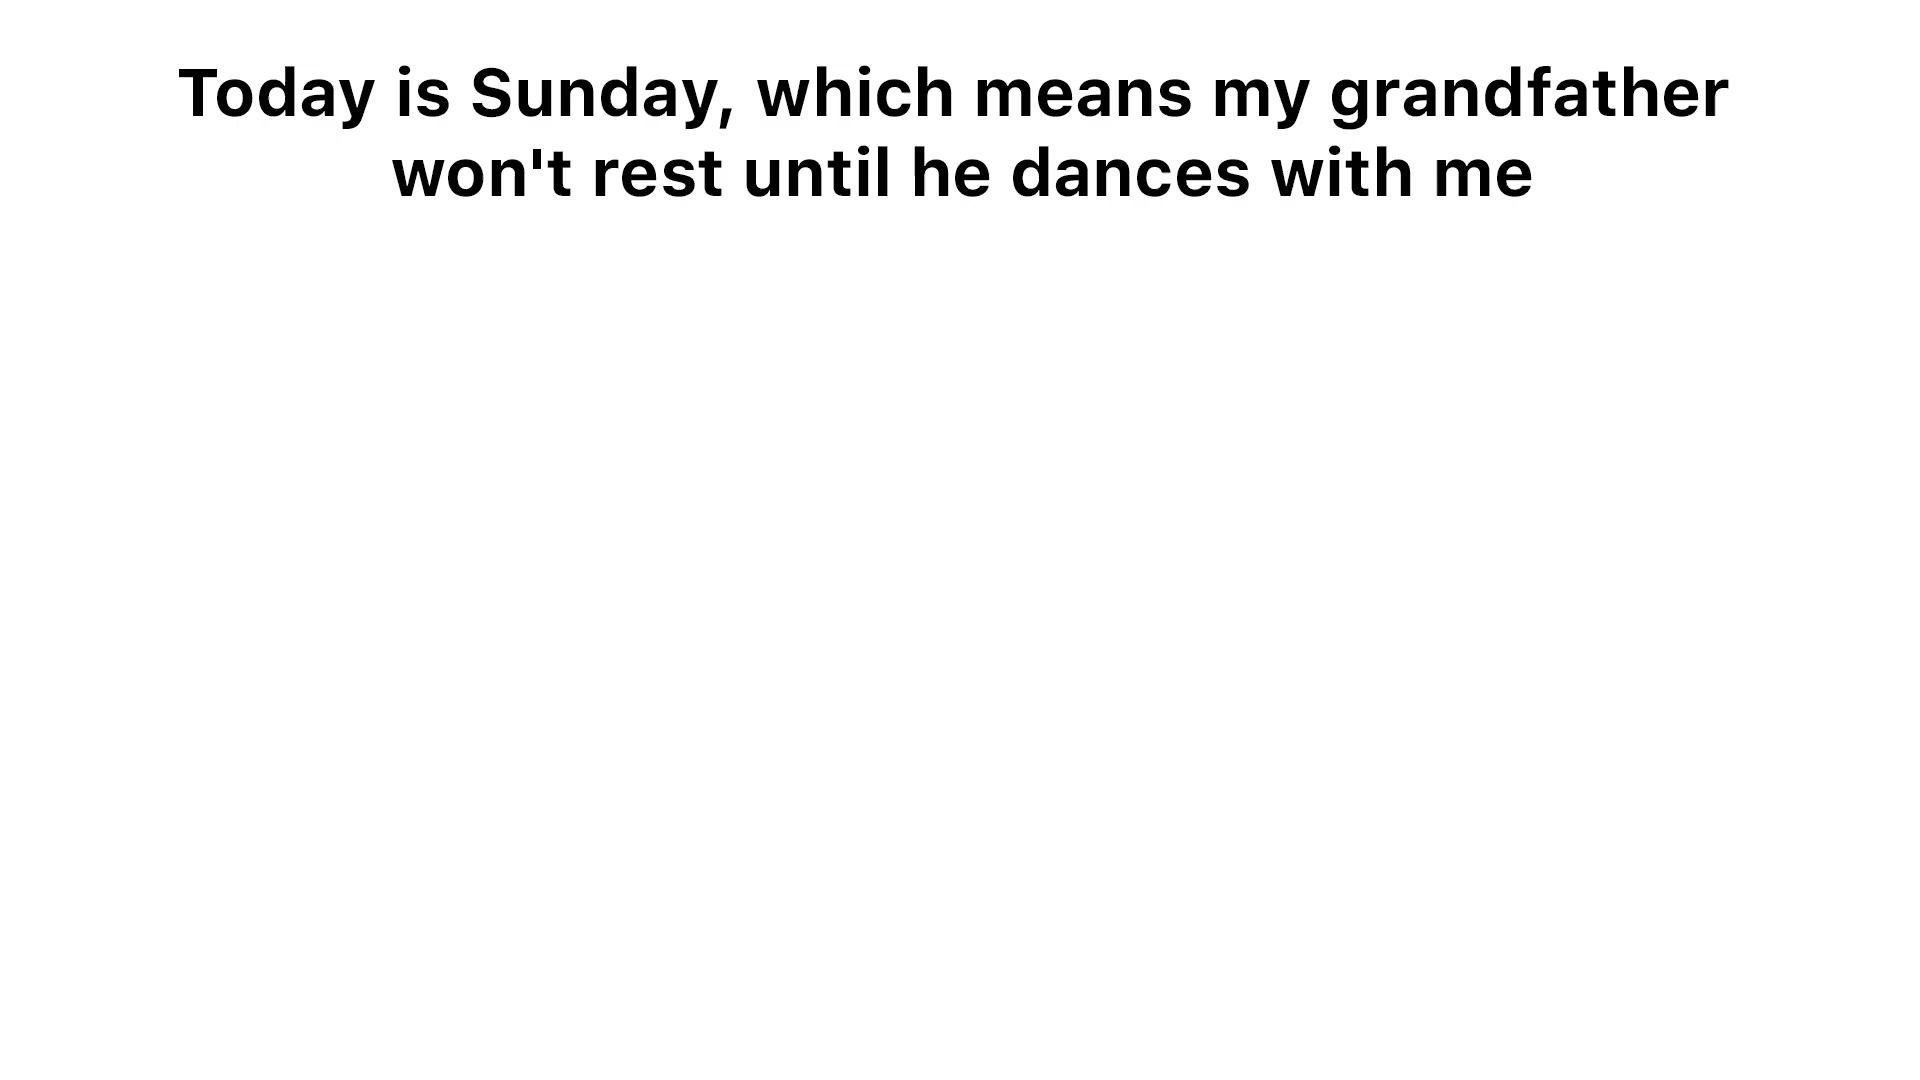 Today is Sunday, which means my grandfather
won't rest until he dances with me